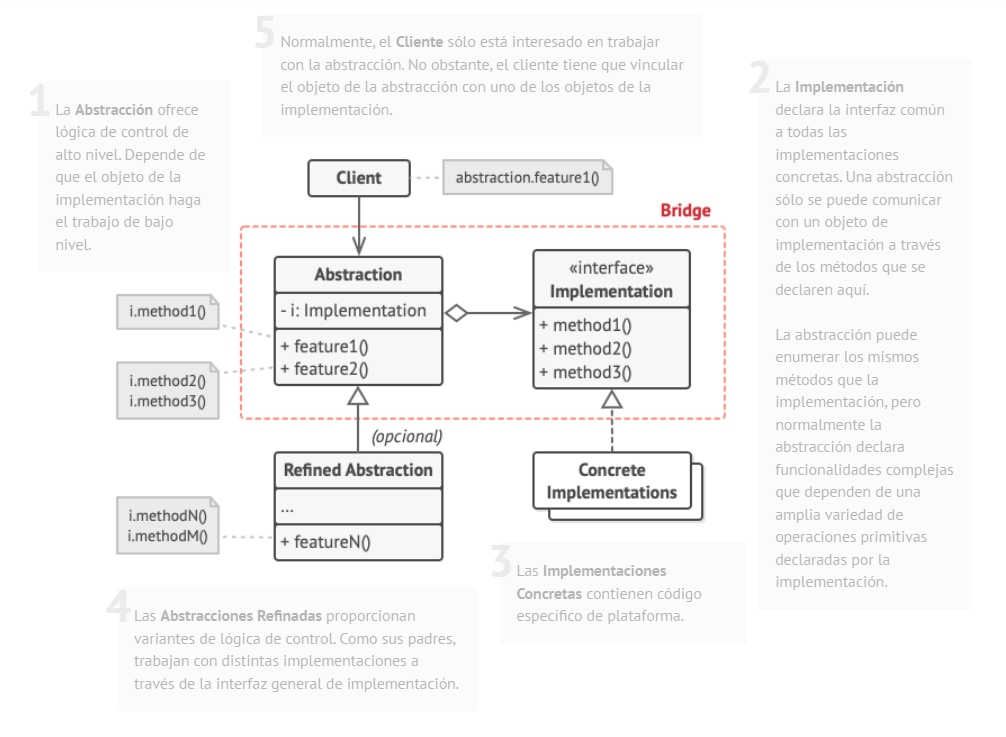 5
Normalmente, el Cliente sólo está interesado en trabajar
con la abstracción. No obstante, el cliente tiene que vincular
el objeto de la abstracción con uno de los objetos de la
implementación.
1
La Abstracción ofrece
lógica de control de
alto nivel. Depende de
que el objeto de la
implementación haga
el trabajo de bajo
nivel.
2
La Implementación
declara la interfaz común
a todas las
implementaciones
concretas. Una abstracción
sólo se puede comunicar
con un objeto de
implementación a través
de los métodos que se
declaren aquí.
La abstracción puede
enumerar los mismos
métodos que la
implementación, pero
normalmente la
abstracción declara
funcionalidades complejas
que dependen de una
amplia variedad de
operaciones primitivas
declaradas por la
implementación.
Client
abstraction.feature1()
Bridge
Abstraction
- i: Implementation
+ feature1()
+ feature2()
«interface»
Implementation
+ method1()
+ method2()
+ method3()
i.method1()
i.method2()
i.method3()
(opcional)
Refined Abstraction
...
+ featureN()
Concrete
Implementations
i.methodN()
i.methodM()
3
Las Implementaciones
Concretas contienen código
específico de plataforma.
4
Las Abstracciones Refinadas proporcionan
variantes de lógica de control. Como sus padres,
trabajan con distintas implementaciones a
través de la interfaz general de implementación.